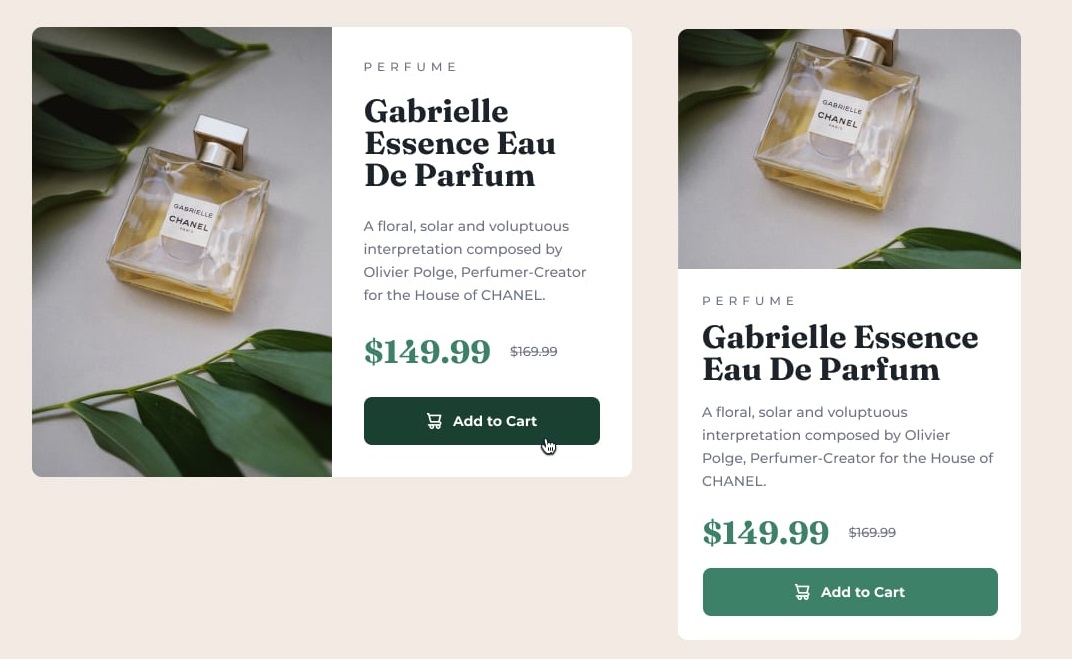 GABRIELLE
CHANEL
PARIS
PERFUME
Gabrielle
Essence Eau
De Parfum
A floral, solar and voluptuous
interpretation composed by
Olivier Polge, Perfumer-Creator
for the House of CHANEL.
$149.99 $169.99
Add to Cart
GABRIELLE
CHANEL
PARIS
PERFUME
Gabrielle Essence
Eau De Parfum
A floral, solar and voluptuous
interpretation composed by Olivier
Polge, Perfumer-Creator for the House of
CHANEL.
$149.99 $169.99
Add to Cart